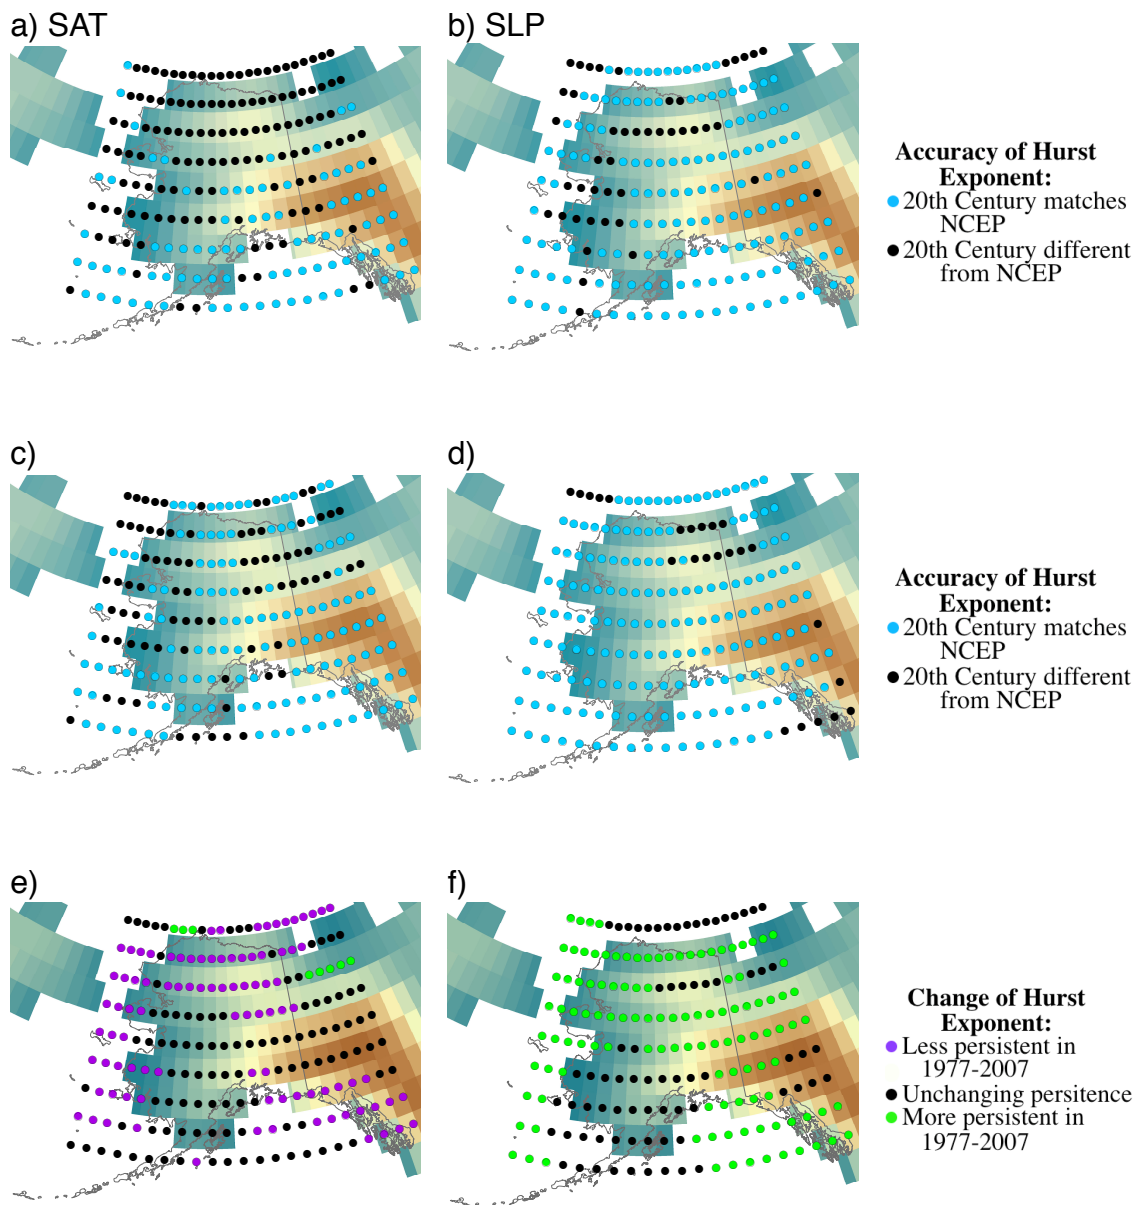 a) SAT
b) SLP
Accuracy of Hurst
Exponent:
20th Century matches
NCEP
20th Century different
from NCEP
c)
d)
Accuracy of Hurst
Exponent:
20th Century matches
NCEP
20th Century different
from NCEP
e)
f)
Change of Hurst
Exponent:
Less persistent in
1977-2007
Unchanging persitence
More persistent in
1977-2007